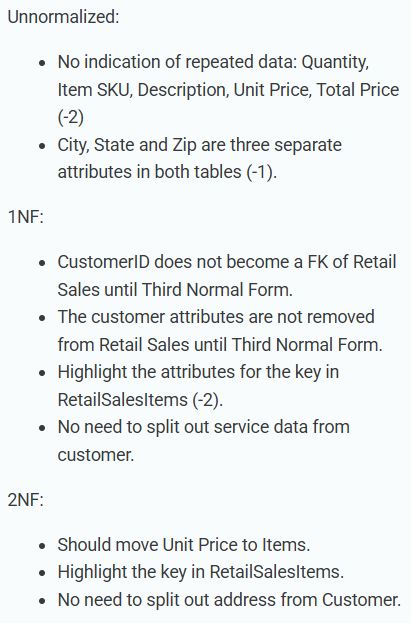 Unnormalized:
• No indication of repeated data: Quantity,
Item SKU, Description, Unit Price, Total Price
(-2)
• City, State and Zip are three separate
attributes in both tables (-1).
1NF:
• CustomerID does not become a FK of Retail
Sales until Third Normal Form.
• The customer attributes are not removed
from Retail Sales until Third Normal Form.
• Highlight the attributes for the key in
RetailSalesItems (-2).
• No need to split out service data from
customer.
2NF:
• Should move Unit Price to Items.
• Highlight the key in RetailSalesItems.
• No need to split out address from Customer.